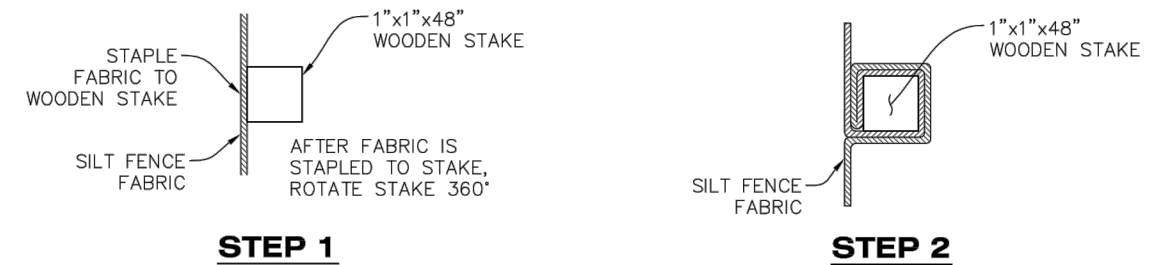 1”x1”x48”
WOODEN STAKE
STAPLE
FABRIC TO
WOODEN STAKE
SILT FENCE
FABRIC
AFTER FABRIC IS
STAPLED TO STAKE,
ROTATE STAKE 360°
STEP 1
1”x1”x48”
WOODEN STAKE
SILT FENCE
FABRIC
STEP 2